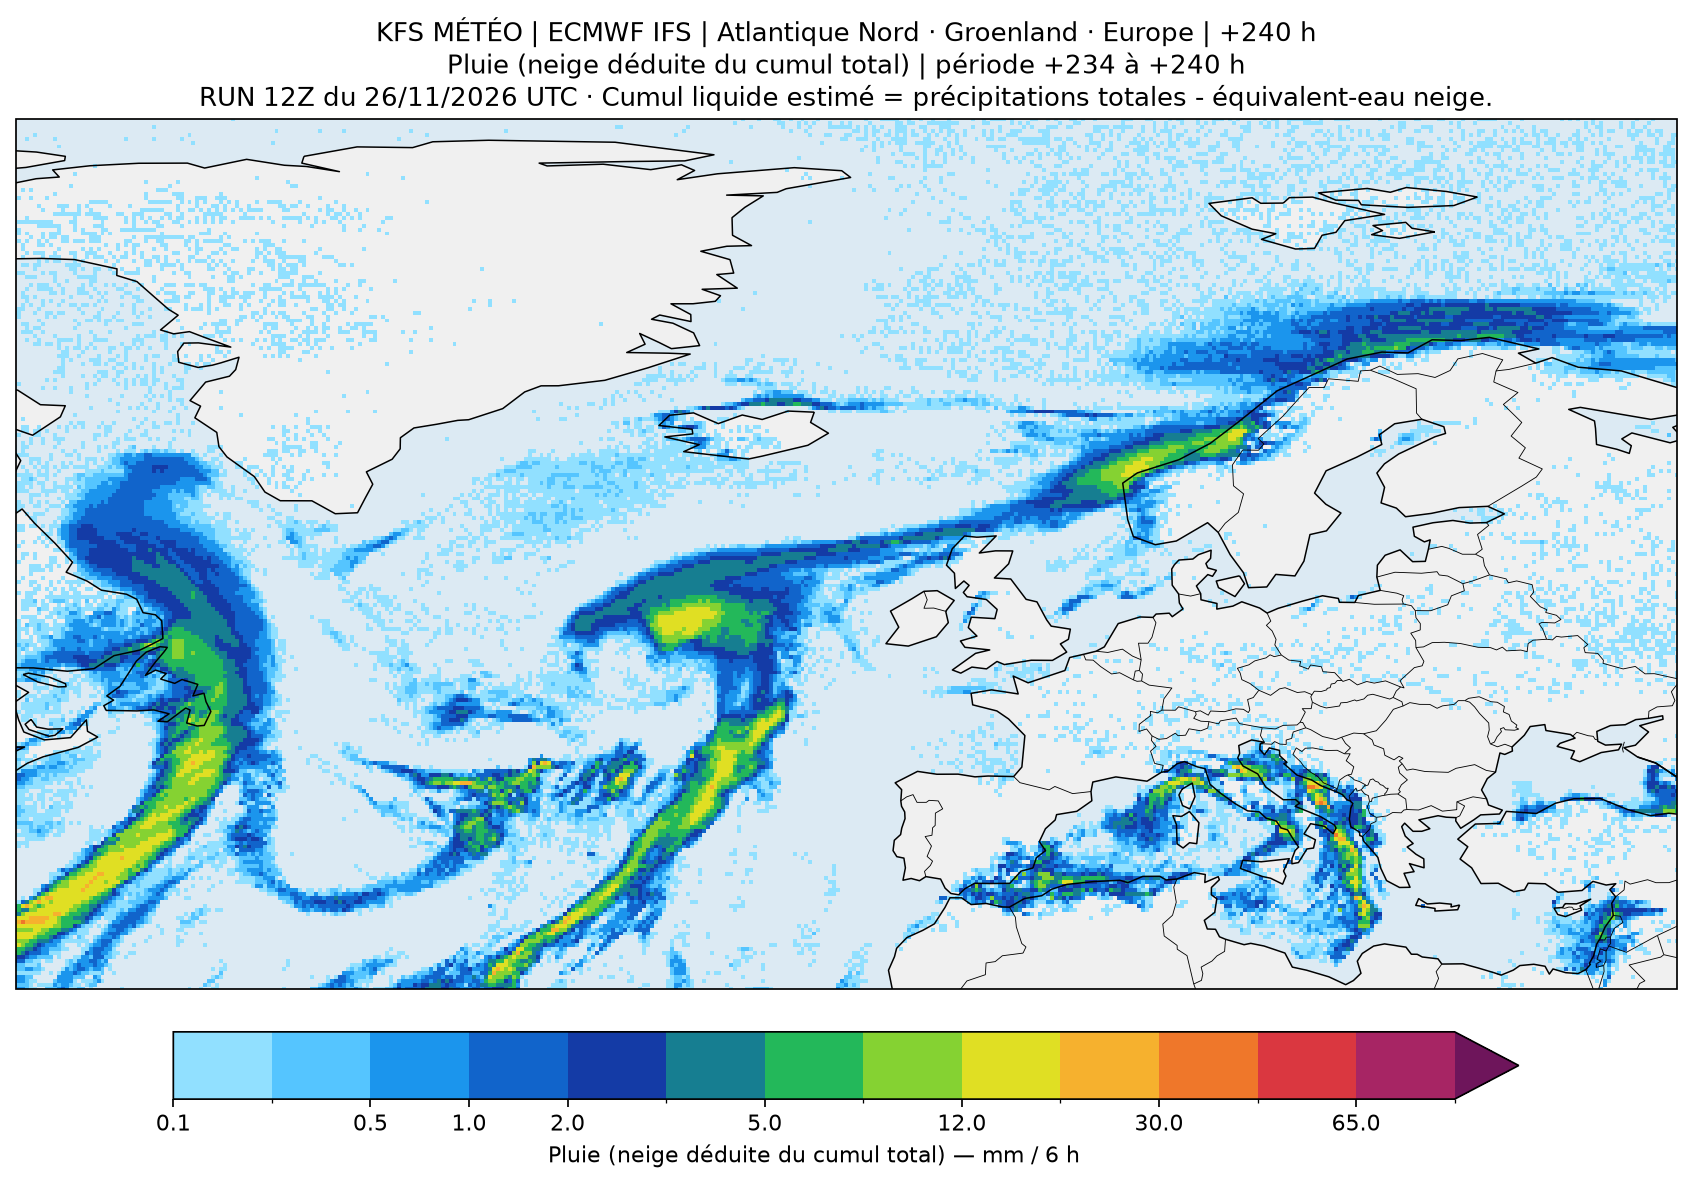 KFS MÉTÉO | ECMWF IFS | Atlantique Nord · Groenland · Europe | +240 h
Pluie (neige déduite du cumul total) | période +234 à +240 h
RUN 12Z du 26/11/2026 UTC · Cumul liquide estimé = précipitations totales - équivalent-eau neige.
0.1 0.5 1.0 2.0 5.0 12.0 30.0 65.0
Pluie (neige déduite du cumul total) — mm / 6 h